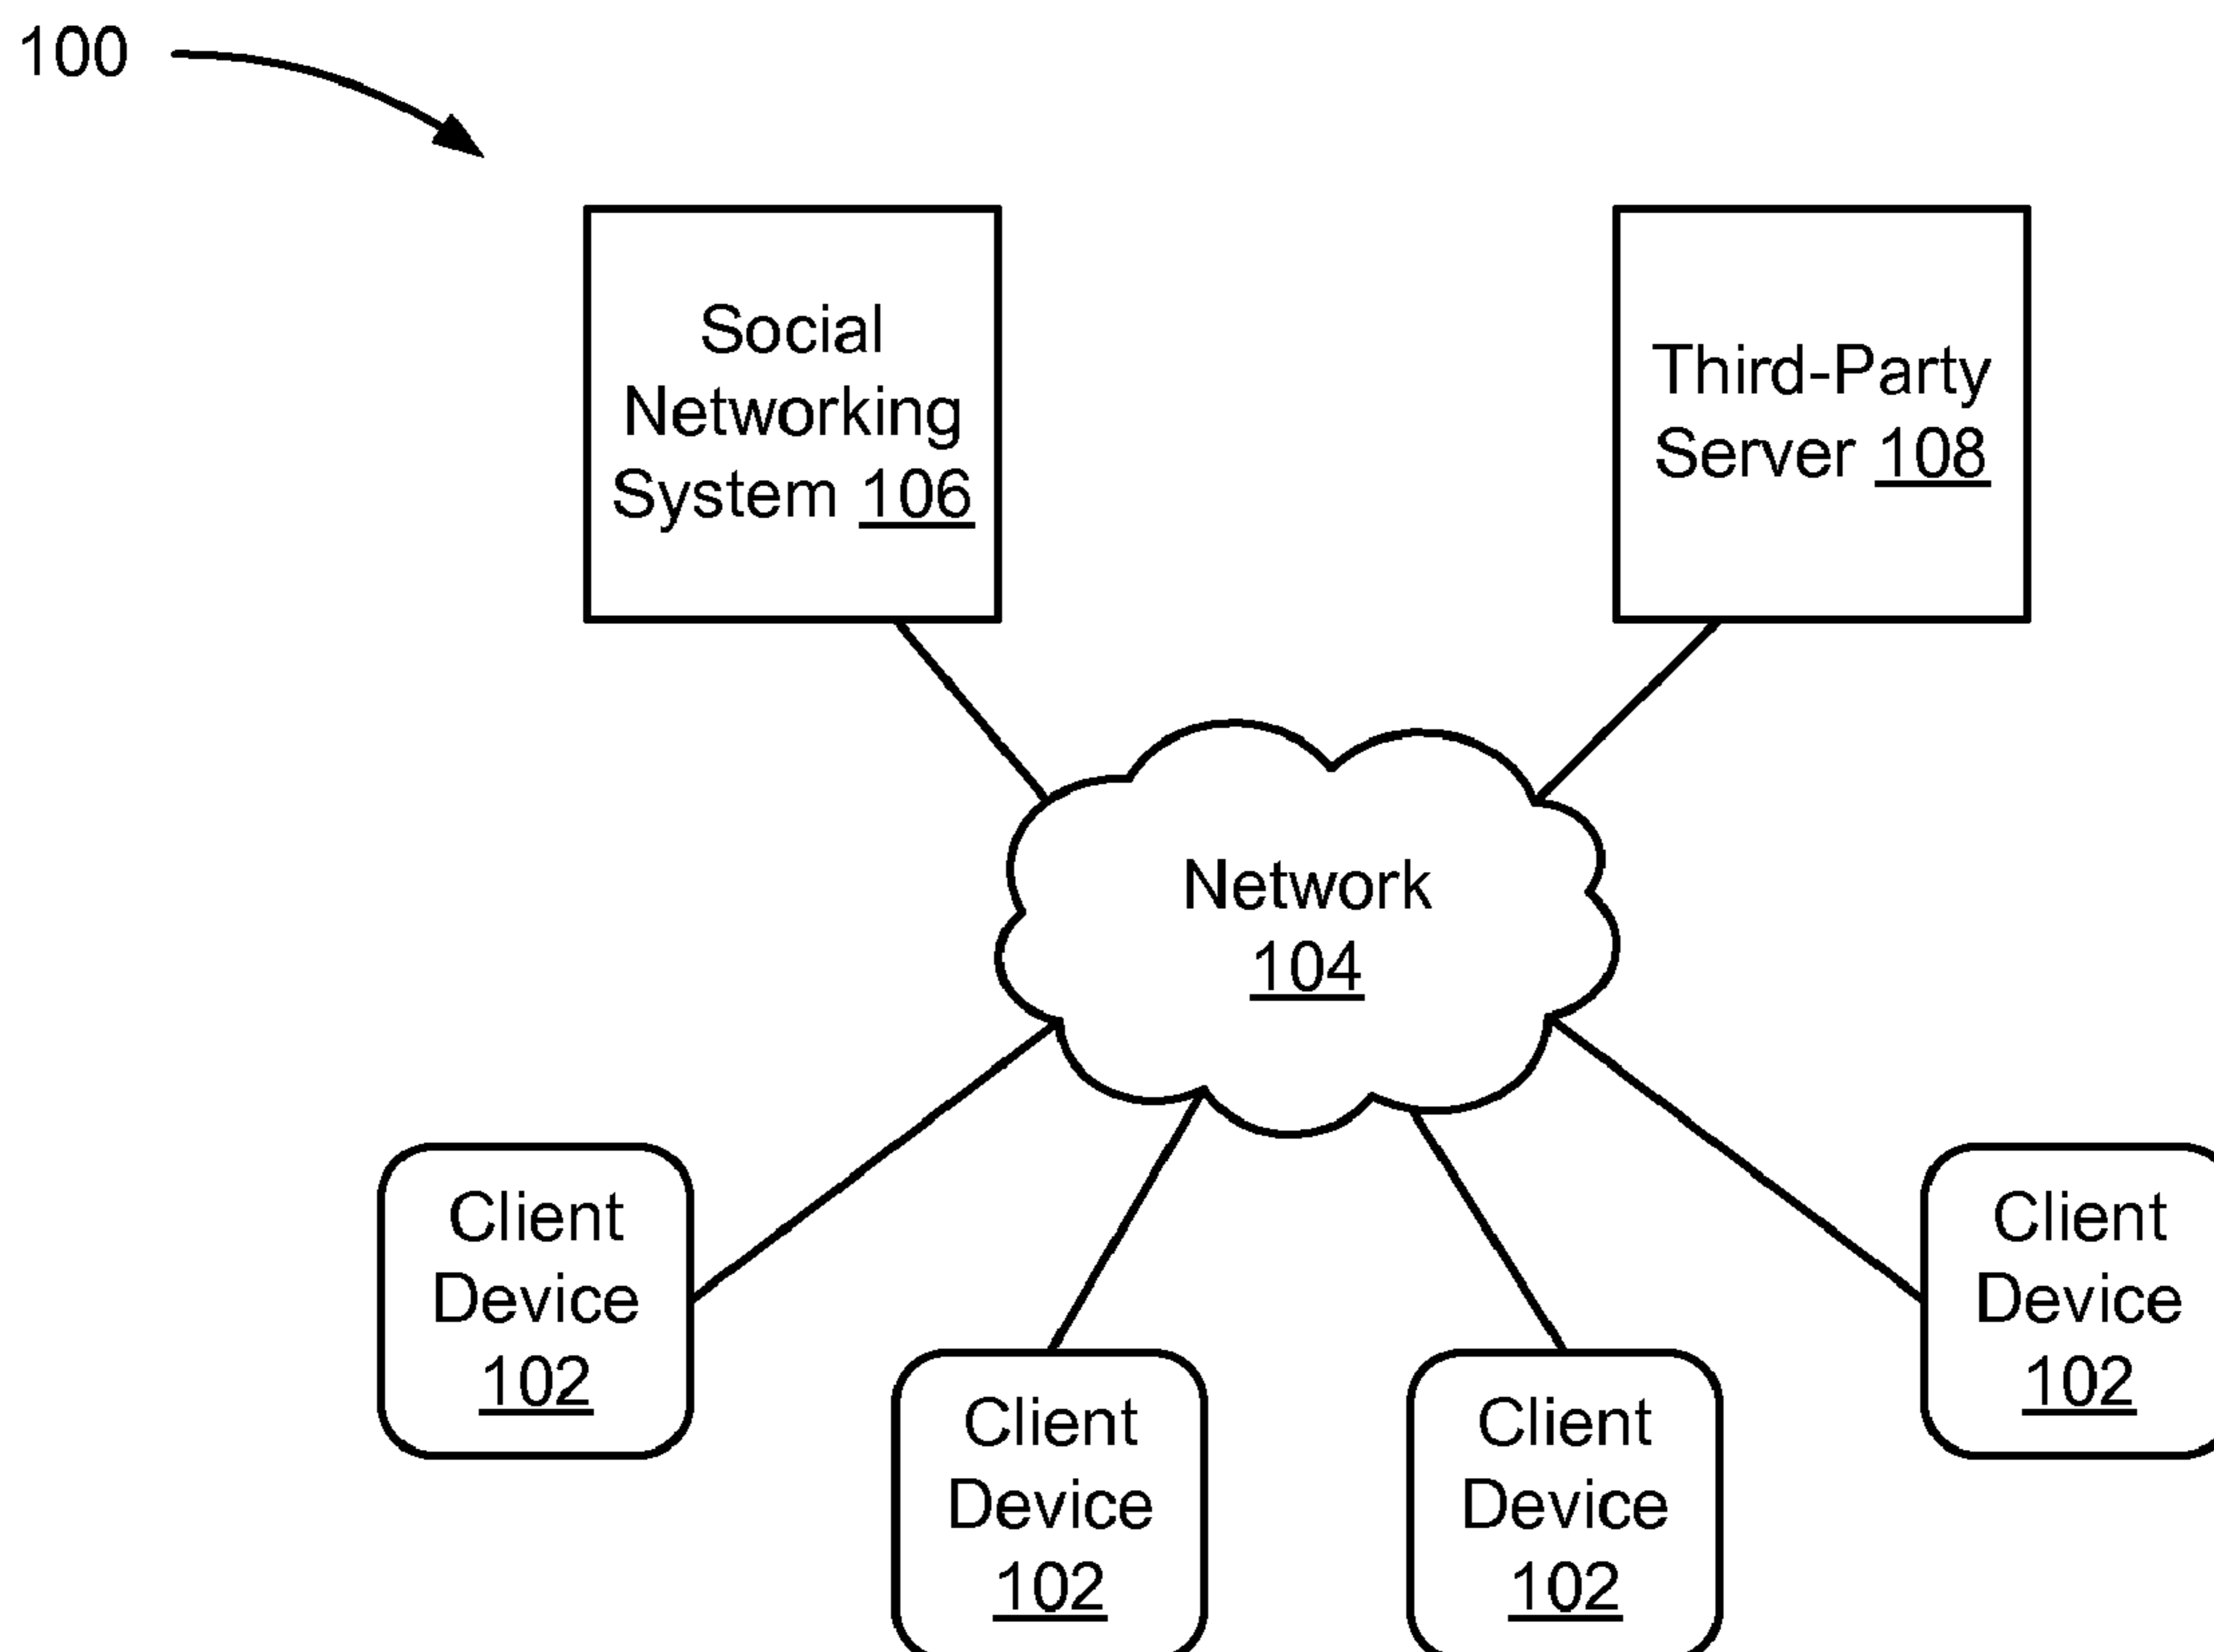 100
Social
Networking
System 106
Third-Party
Server 108
Network
104
Client
Device
102
Client
Device
102
Client
Device
102
Client
Device
102